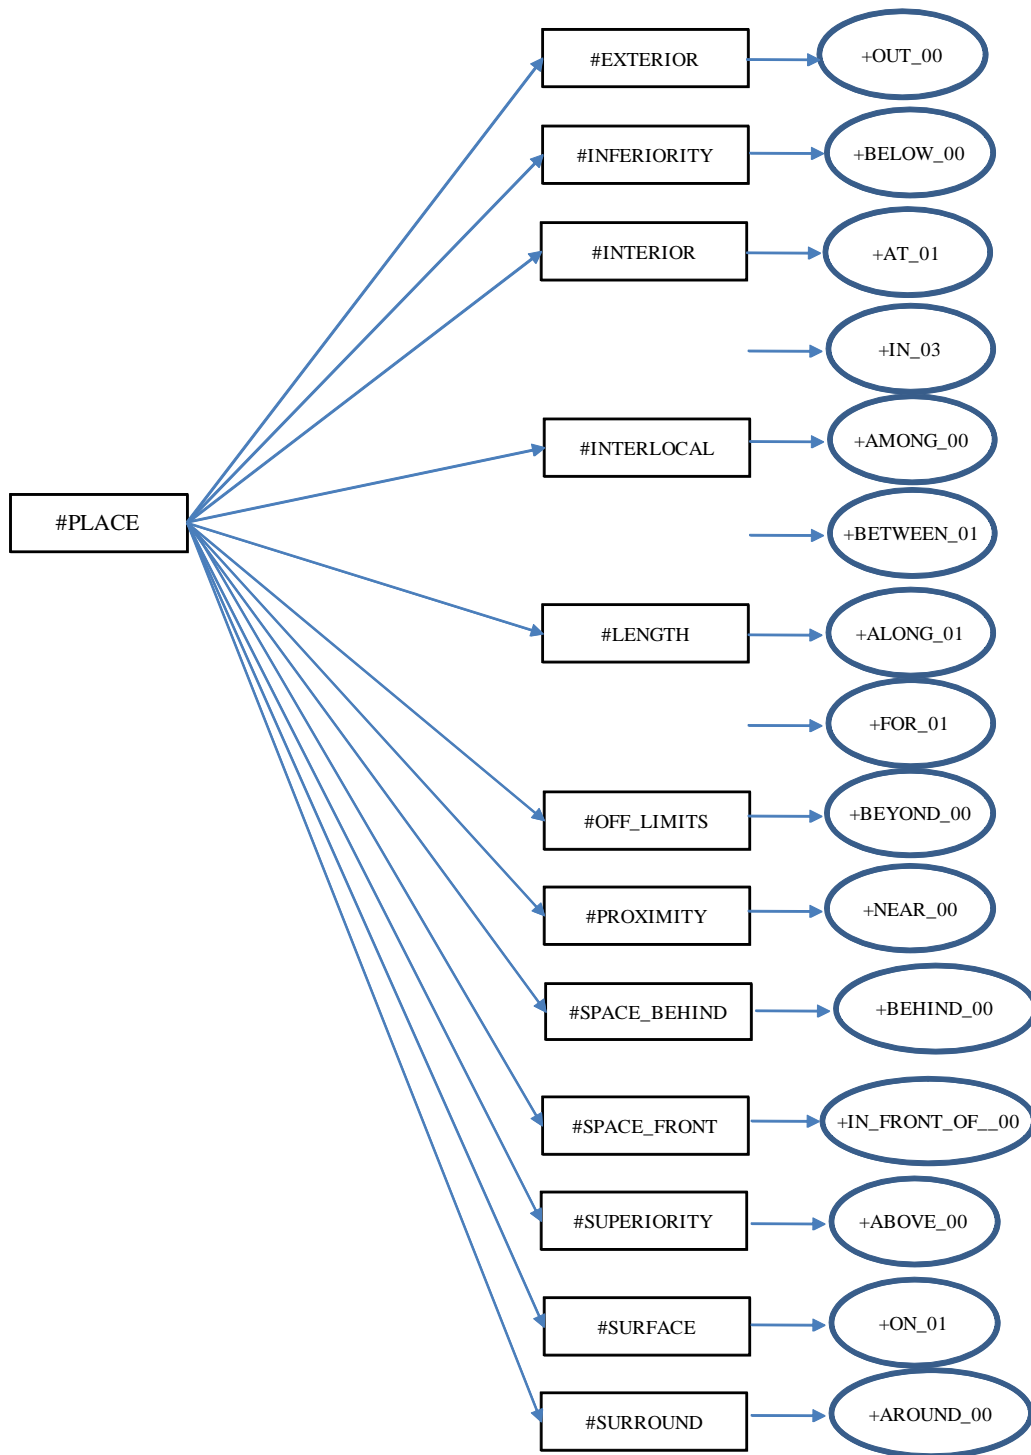 #EXTERIOR
+OUT_00
#INFERIORITY
+BELOW_00
#INTERIOR
+AT_01
+IN_03
#INTERLOCAL
+AMONG_00
#PLACE
+BETWEEN_01
#LENGTH
+ALONG_01
+FOR_01
#OFF_LIMITS
+BEYOND_00
#PROXIMITY
+NEAR_00
#SPACE_BEHIND
+BEHIND_00
#SPACE_FRONT
+IN_FRONT_OF__00
#SUPERIORITY
+ABOVE_00
#SURFACE
+ON_01
#SURROUND
+AROUND_00